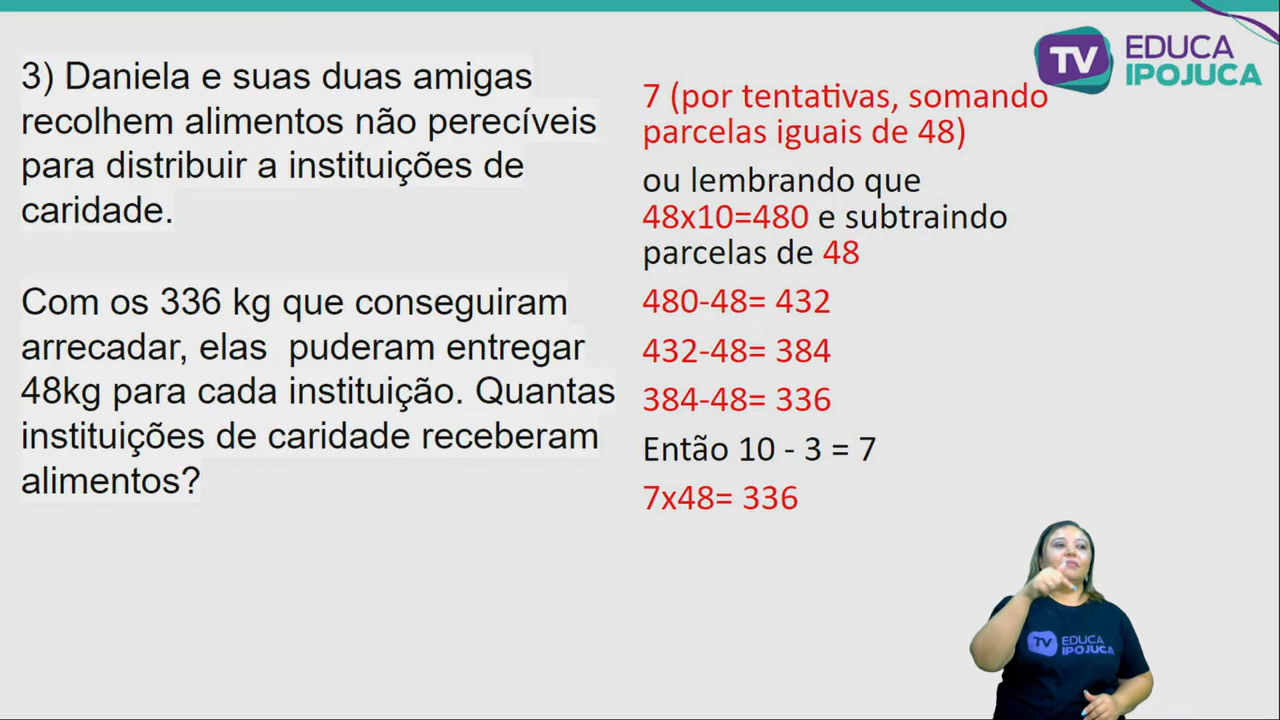 TV EDUCA
IPOJUCA
3) Daniela e suas duas amigas
recolhem alimentos não perecíveis
para distribuir a instituições de
caridade.
Com os 336 kg que conseguiram
arrecadar, elas puderam entregar
48kg para cada instituição. Quantas
instituições de caridade receberam
alimentos?
7 (por tentativas, somando
parcelas iguais de 48)
ou lembrando que
48x10=480 e subtraindo
parcelas de 48
480-48= 432
432-48= 384
384-48= 336
Então 10 - 3 = 7
7x48= 336
TV EDUCA
IPOJUCA